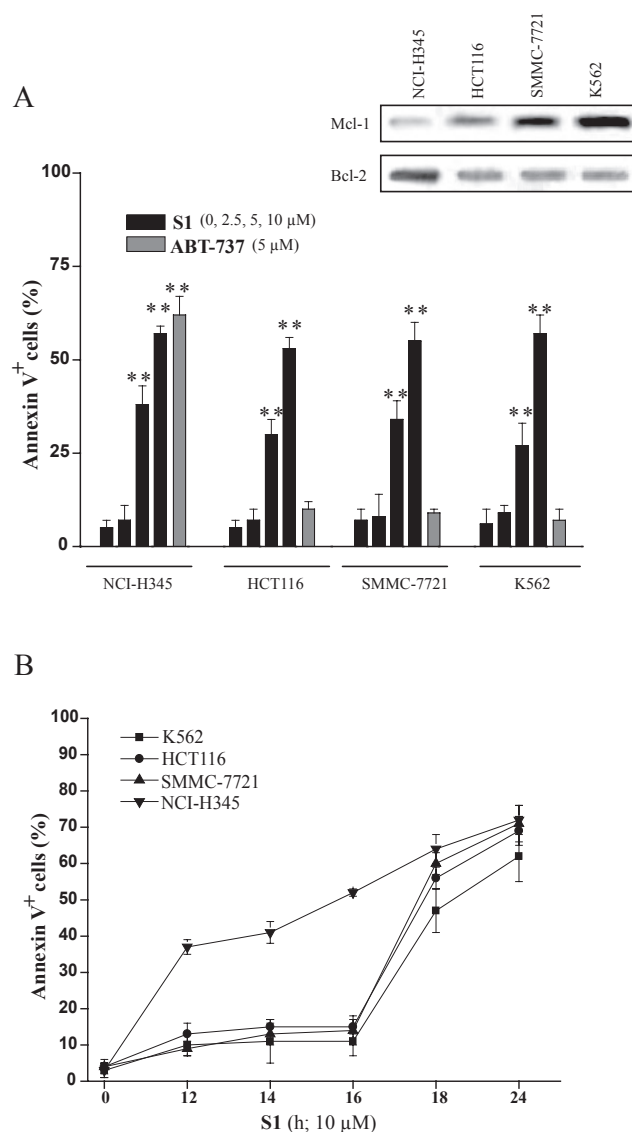 A
NCI-H345
HCT116
SMMC-7721
K562
Mcl-1
Bcl-2
100
75
50
25
0
Annexin V+ cells (%)
S1 (0, 2.5, 5, 10 µM)
ABT-737 (5 µM)
** ** **
** **
** **
** **
NCI-H345 HCT116 SMMC-7721 K562
B
100
90
80
70
60
50
40
30
20
10
0
Annexin V+ cells (%)
K562
HCT116
SMMC-7721
NCI-H345
0 12 14 16 18 24
S1 (h; 10 µM)